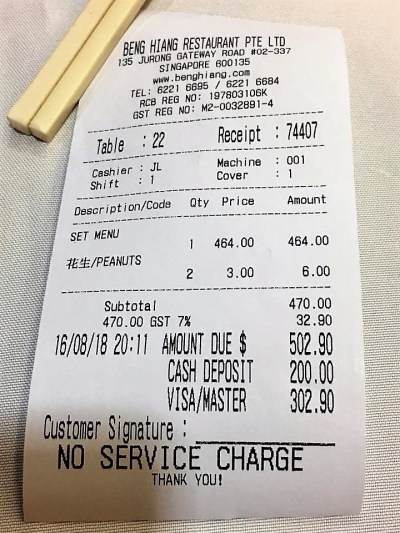 BENG HIANG RESTAURANT PTE LTD
135 JURONG GATEWAY ROAD #02-337
SINGAPORE 600135
www.benghiang.com
TEL: 6221 6695 / 6221 6684
RCB REG NO: 197803106K
GST REG NO: M2-0032891-4
Table : 22 Receipt : 74407
Cashier : JL Machine : 001
Shift : 1 Cover : 1
Description/Code Qty Price Amount
SET MENU
1 464.00 464.00
花生/PEANUTS
2 3.00 6.00
Subtotal 470.00
470.00 GST 7% 32.90
16/08/18 20:11 AMOUNT DUE $ 502.90
CASH DEPOSIT 200.00
VISA/MASTER 302.90
Customer Signature :
NO SERVICE CHARGE
THANK YOU!